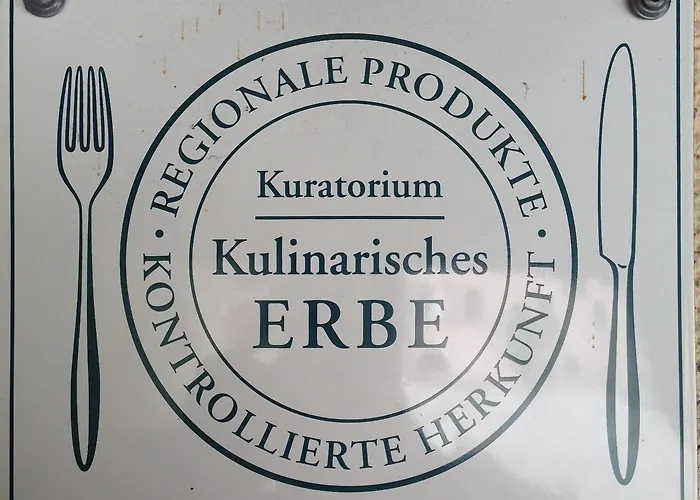 · REGIONALE PRODUKTE ·
Kuratorium
Kulinarisches
ERBE
KONTROLLIERTE HERKUNFT